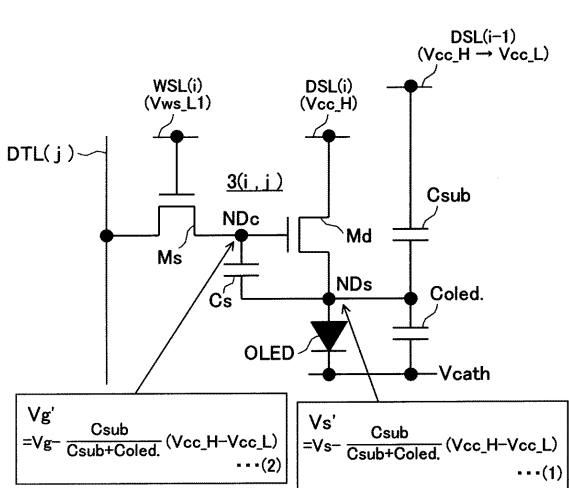 DSL(i-1)
(Vcc_H → Vcc_L)
WSL(i)
(Vws_L1)
DSL(i)
(Vcc_H)
DTL(j)
3(i,j)
Csub
NDc
Md
Ms
Cs
NDs
Coled.
OLED
Vcath
Vg'
=Vg- Csub/Csub+Coled. (Vcc_H-Vcc_L)
···(2)
Vs'
=Vs- Csub/Csub+Coled. (Vcc_H-Vcc_L)
···(1)